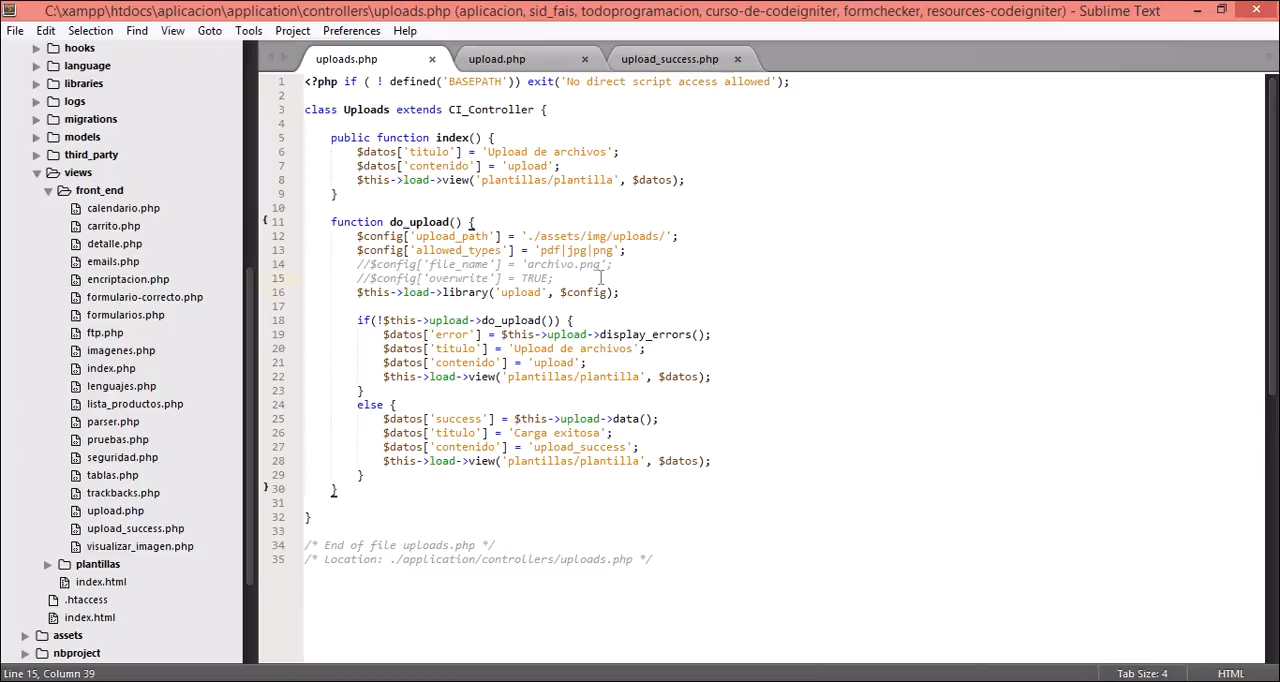 C:\xampp\htdocs\aplicacion\application\controllers\uploads.php (aplicacion, sid_fais, todoprogramacion, curso-de-codeigniter, formchecker, resources-codeigniter) - Sublime Text
File Edit Selection Find View Goto Tools Project Preferences Help
hooks
language
libraries
logs
migrations
models
third_party
views
front_end
calendario.php
carrito.php
detalle.php
emails.php
encriptacion.php
formulario-correcto.php
formularios.php
ftp.php
imagenes.php
index.php
lenguajes.php
lista_productos.php
parser.php
pruebas.php
seguridad.php
tablas.php
trackbacks.php
upload.php
upload_success.php
visualizar_imagen.php
plantillas
index.html
.htaccess
index.html
assets
nbproject
uploads.php × upload.php × upload_success.php ×
1 <?php if ( ! defined('BASEPATH')) exit('No direct script access allowed');
2
3 class Uploads extends CI_Controller {
4
5 public function index() {
6 $datos['titulo'] = 'Upload de archivos';
7 $datos['contenido'] = 'upload';
8 $this->load->view('plantillas/plantilla', $datos);
9 }
10
11 function do_upload() {
12 $config['upload_path'] = './assets/img/uploads/';
13 $config['allowed_types'] = 'pdf|jpg|png';
14 //$config['file_name'] = 'archivo.png';
15 //$config['overwrite'] = TRUE;
16 $this->load->library('upload', $config);
17
18 if(!$this->upload->do_upload()) {
19 $datos['error'] = $this->upload->display_errors();
20 $datos['titulo'] = 'Upload de archivos';
21 $datos['contenido'] = 'upload';
22 $this->load->view('plantillas/plantilla', $datos);
23 }
24 else {
25 $datos['success'] = $this->upload->data();
26 $datos['titulo'] = 'Carga exitosa';
27 $datos['contenido'] = 'upload_success';
28 $this->load->view('plantillas/plantilla', $datos);
29 }
30 }
31
32 }
33
34 /* End of file uploads.php */
35 /* Location: ./application/controllers/uploads.php */
Line 15, Column 39 Tab Size: 4 HTML